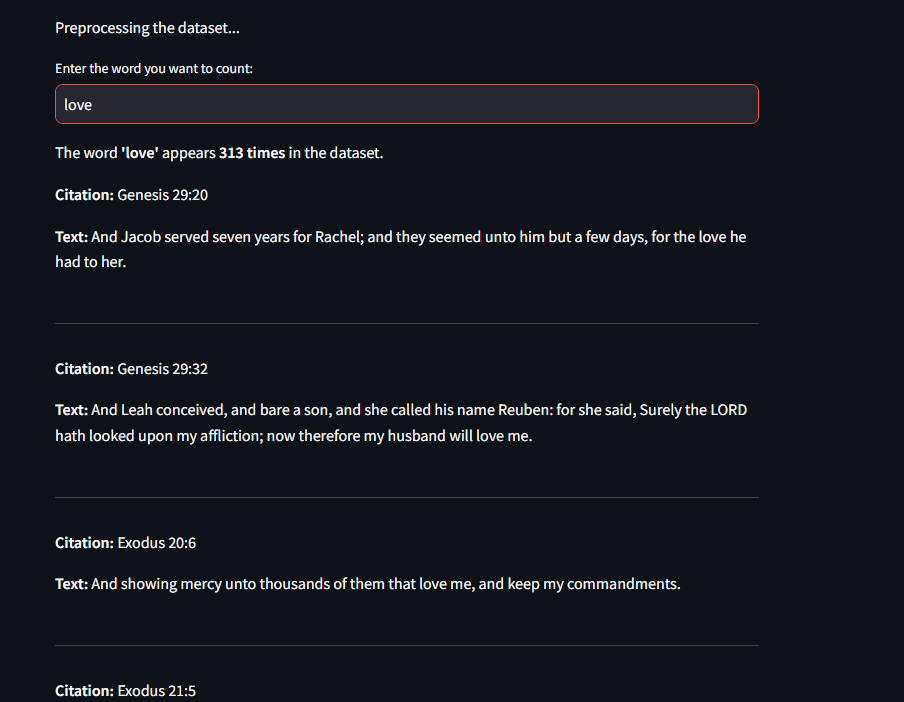 Preprocessing the dataset...
Enter the word you want to count:
love
The word 'love' appears 313 times in the dataset.
Citation: Genesis 29:20
Text: And Jacob served seven years for Rachel; and they seemed unto him but a few days, for the love he
had to her.
Citation: Genesis 29:32
Text: And Leah conceived, and bare a son, and she called his name Reuben: for she said, Surely the LORD
hath looked upon my affliction; now therefore my husband will love me.
Citation: Exodus 20:6
Text: And showing mercy unto thousands of them that love me, and keep my commandments.
Citation: Exodus 21:5